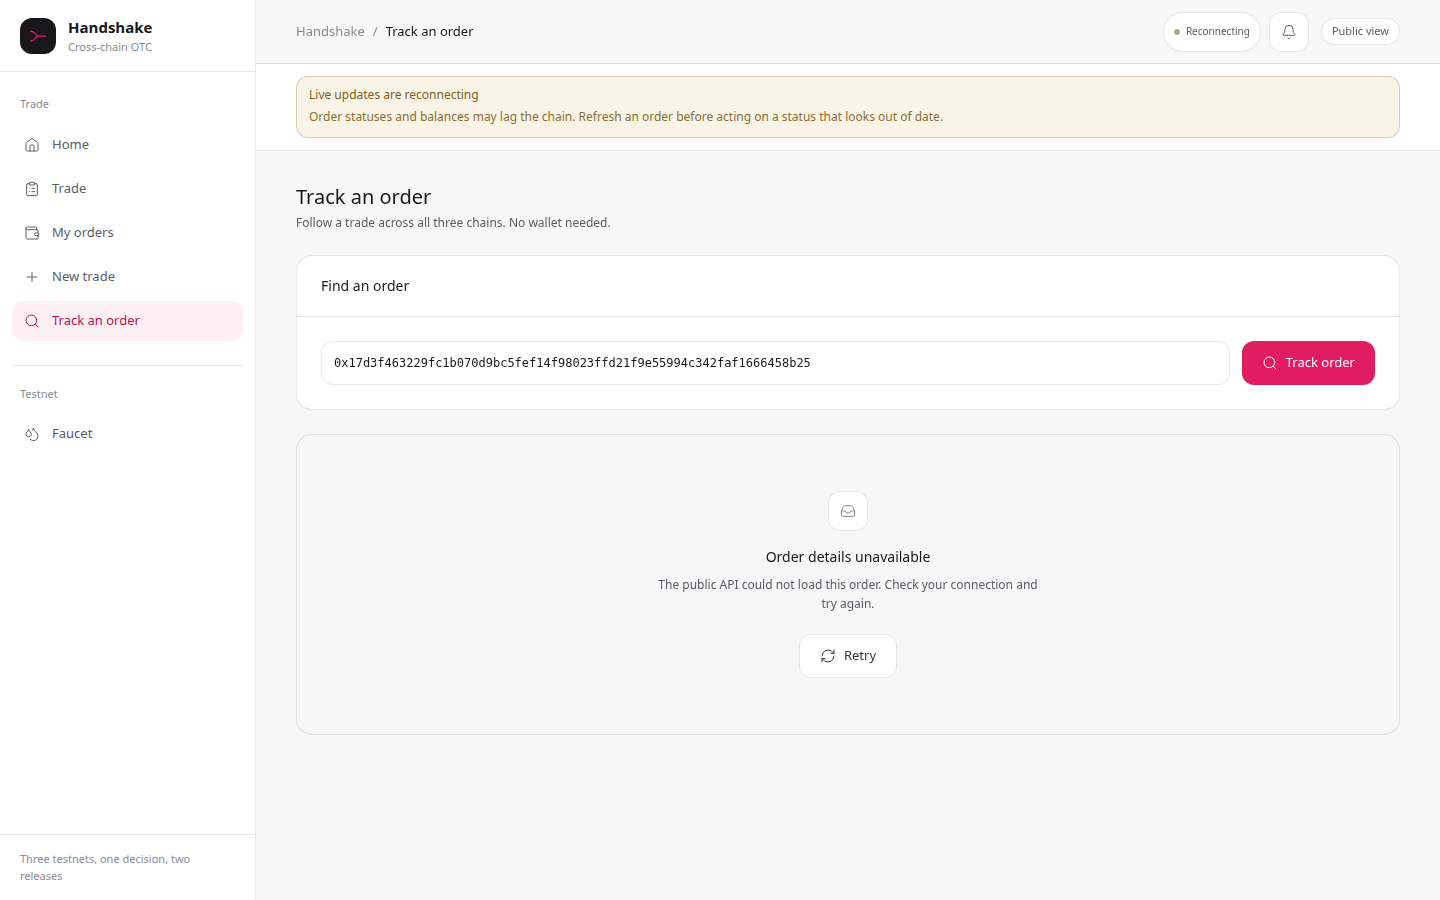 Handshake
Cross-chain OTC
Trade
Home
Trade
My orders
New trade
Track an order
Testnet
Faucet
Three testnets, one decision, two
releases
Handshake / Track an order
Reconnecting
Public view
Live updates are reconnecting
Order statuses and balances may lag the chain. Refresh an order before acting on a status that looks out of date.
Track an order
Follow a trade across all three chains. No wallet needed.
Find an order
0x17d3f463229fc1b070d9bc5fef14f98023ffd21f9e55994c342faf1666458b25
Track order
Order details unavailable
The public API could not load this order. Check your connection and
try again.
Retry